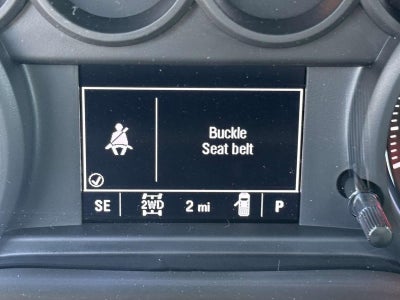 Buckle
Seat belt
SE 2WD 2 mi P